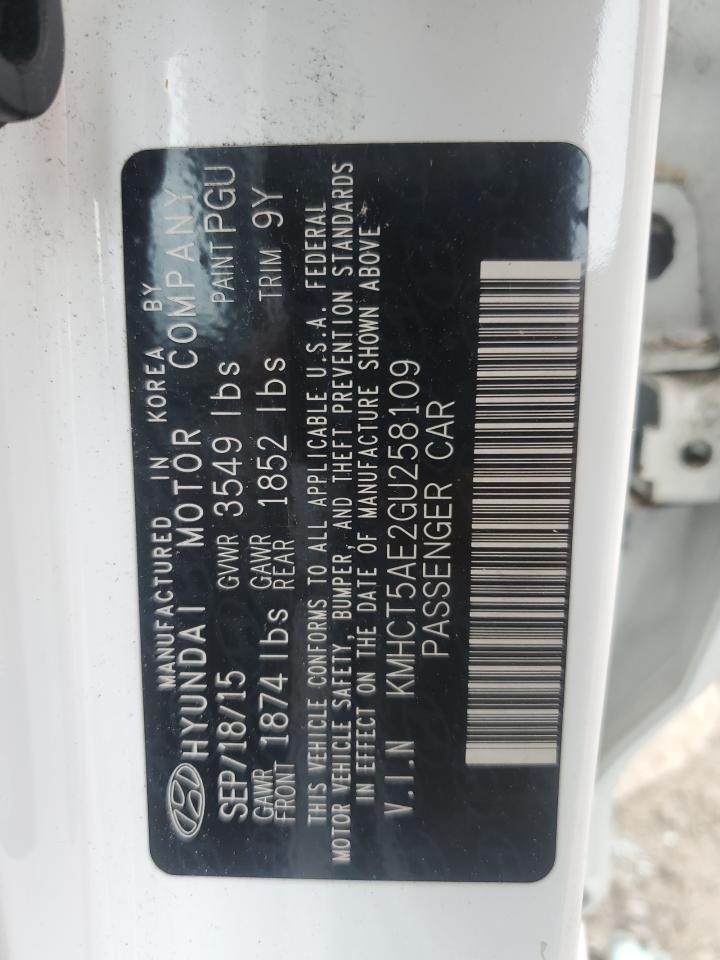 MANUFACTURED IN KOREA BY
HYUNDAI MOTOR COMPANY
SEP/18/15 GVWR 3549 lbs PAINT PGU
GAWR FRONT 1874 lbs GAWR REAR 1852 lbs TRIM 9Y
THIS VEHICLE CONFORMS TO ALL APPLICABLE U.S.A. FEDERAL
MOTOR VEHICLE SAFETY, BUMPER, AND THEFT PREVENTION STANDARDS
IN EFFECT ON THE DATE OF MANUFACTURE SHOWN ABOVE
V.I.N KMHCT5AE2GU258109
PASSENGER CAR